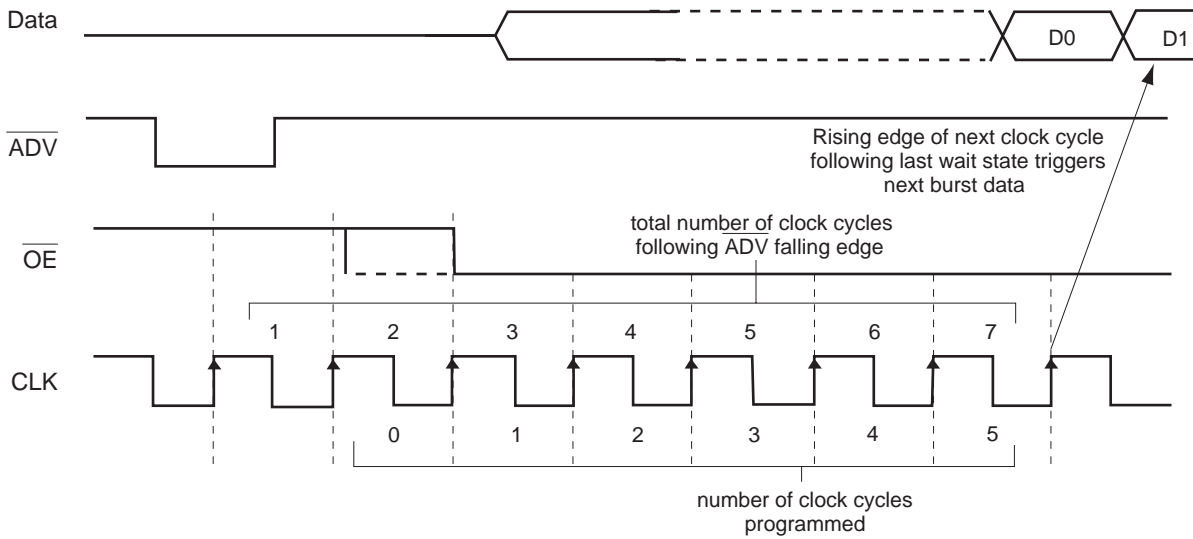 Data
D0
D1
ADV
Rising edge of next clock cycle
following last wait state triggers
next burst data
total number of clock cycles
following ADV falling edge
OE
1 2 3 4 5 6 7
CLK
0 1 2 3 4 5
number of clock cycles
programmed